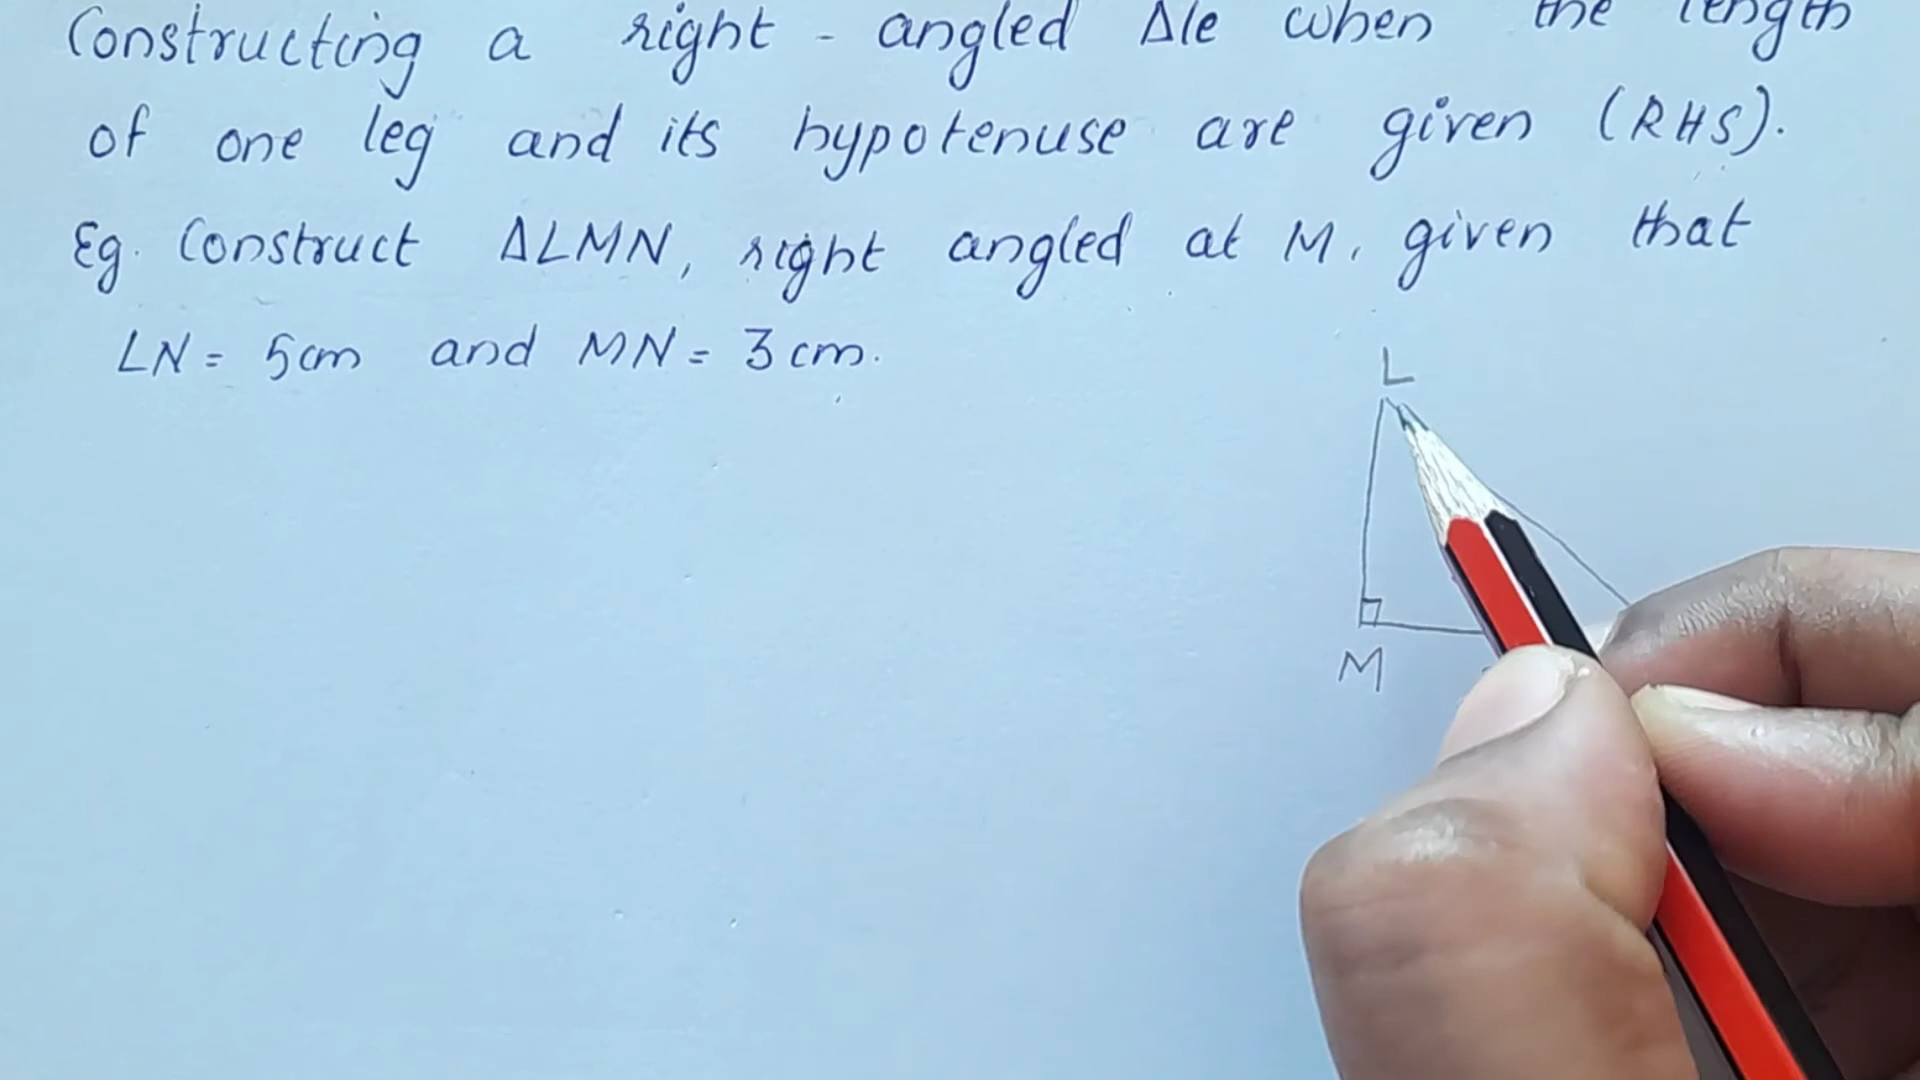 Constructing a right-angled Δle when the length
of one leg and its hypotenuse are given (RHS).
Eg. Construct ΔLMN, right angled at M, given that
LN = 5cm and MN = 3cm.
L
M